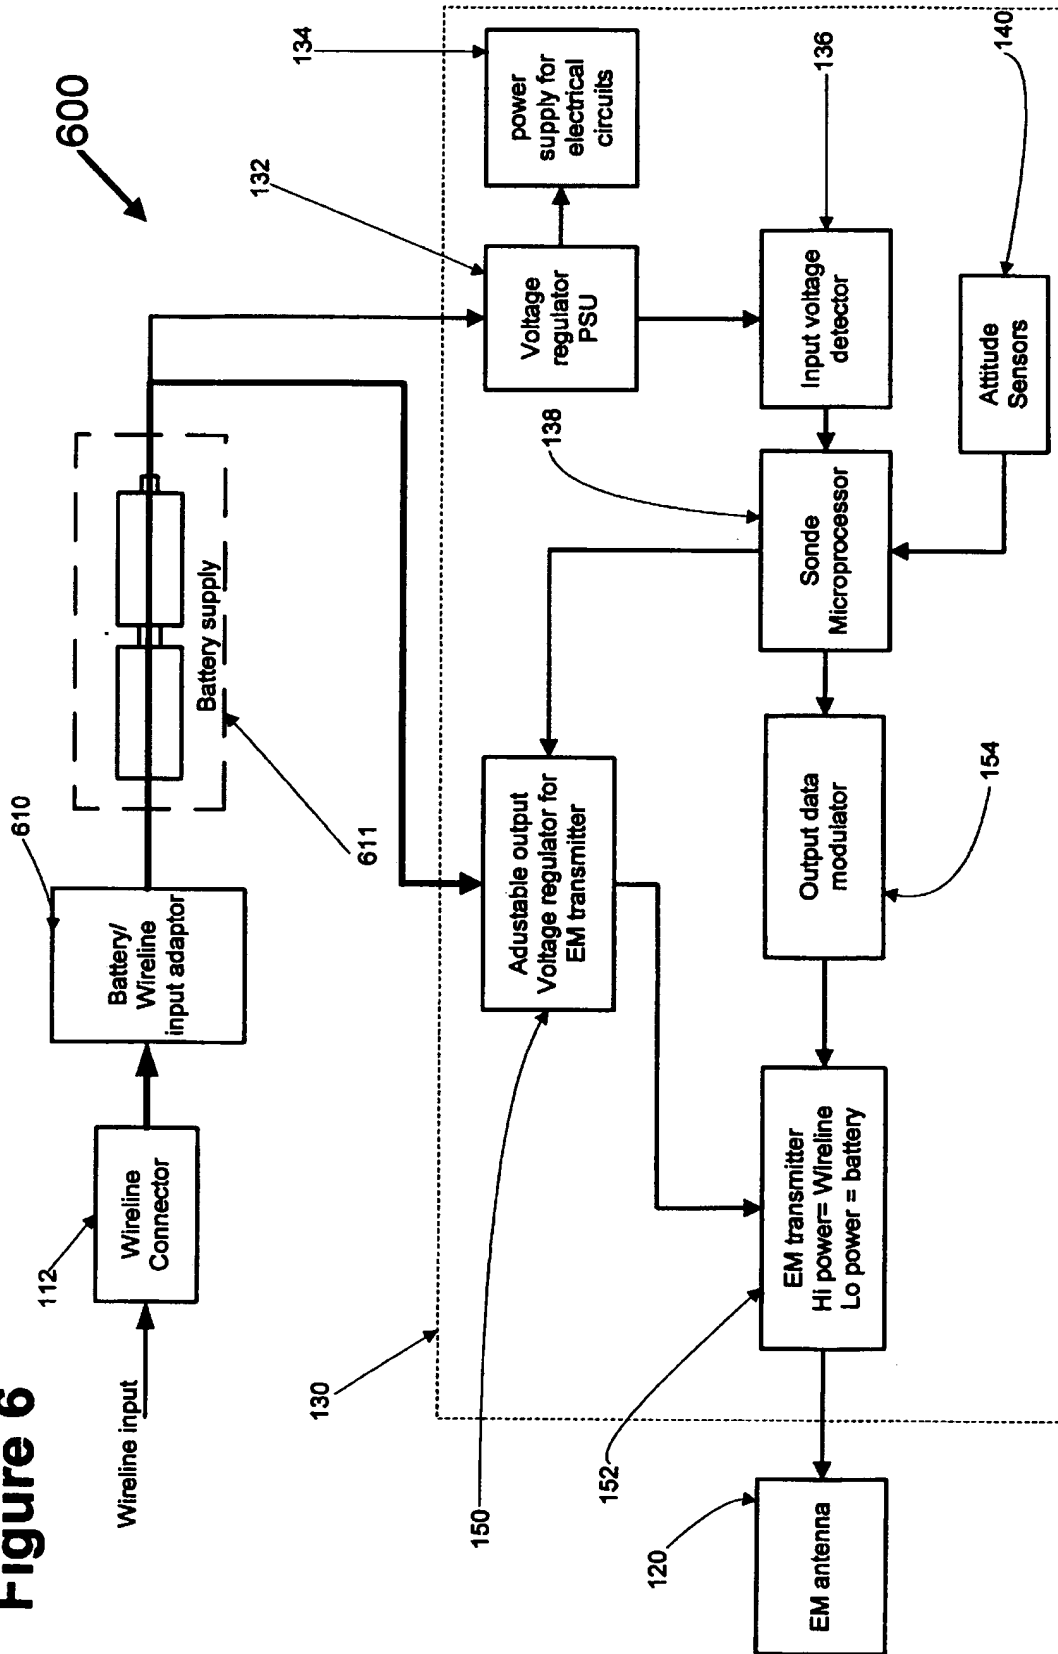 Figure 6
600
Wireline input
112
Wireline
Connector
610
Battery/
Wireline
input adaptor
Battery supply
611
130
132
134
Voltage
regulator
PSU
power
supply for
electrical
circuits
150
Adustable output
Voltage regulator for
EM transmitter
138
136
140
120
EM antenna
152
EM transmitter
Hi power= Wireline
Lo power = battery
Output data
modulator
154
Sonde
Microprocessor
Input voltage
detector
Attitude
Sensors